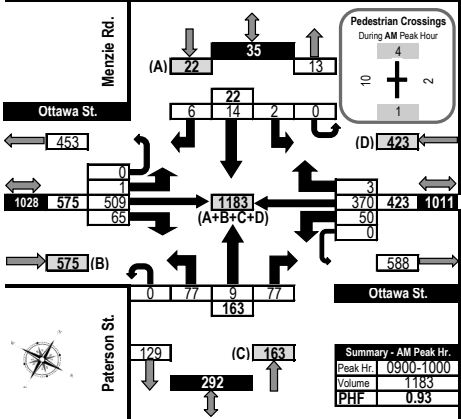 Menzie Rd.
35
(A) 22 13
Pedestrian Crossings
During AM Peak Hour
4
10 2
1
22
6 14 2 0
Ottawa St.
453
(D) 423
0
1
1028 575 509
65
1183
(A+B+C+D)
3
370 423 1011
50
0
575 (B)
588
0 77 9 77
163
Ottawa St.
Paterson St.
129
(C) 163
292
Summary - AM Peak Hr.
Peak Hr. 0900-1000
Volume 1183
PHF 0.93